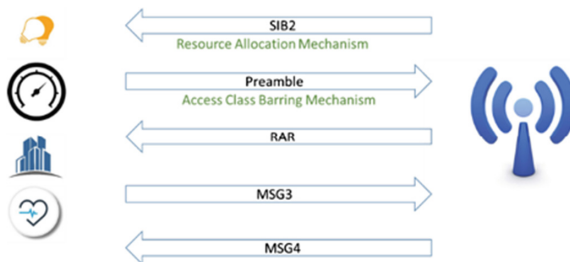 SIB2
Resource Allocation Mechanism
Preamble
Access Class Barring Mechanism
RAR
MSG3
MSG4